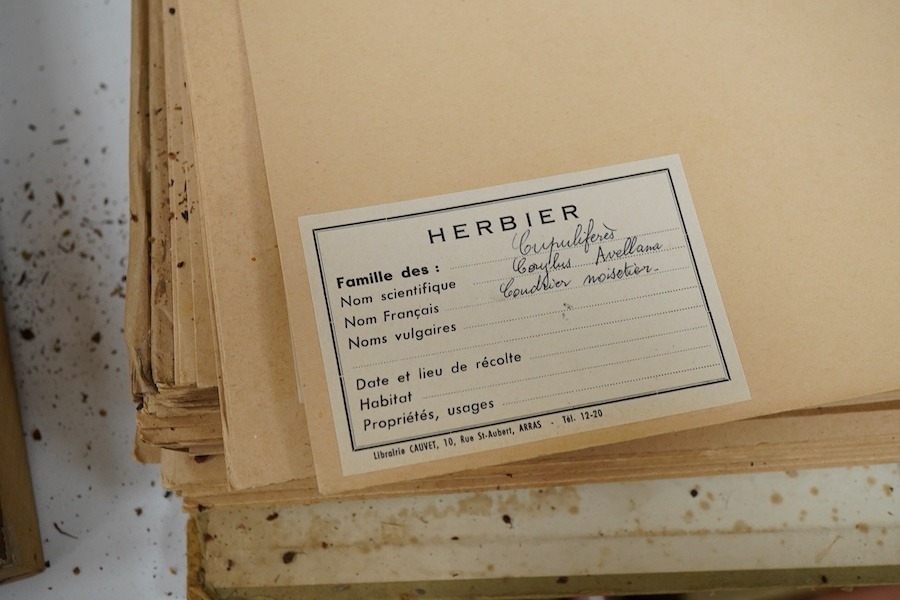 HERBIER
Famille des : Cupulifères
Nom scientifique Corylus Avellana
Nom Français Coudrier noisetier.
Noms vulgaires
Date et lieu de récolte
Habitat
Propriétés, usages
Librairie CAUVET, 10, Rue St-Aubert, ARRAS - Tél. 12-20